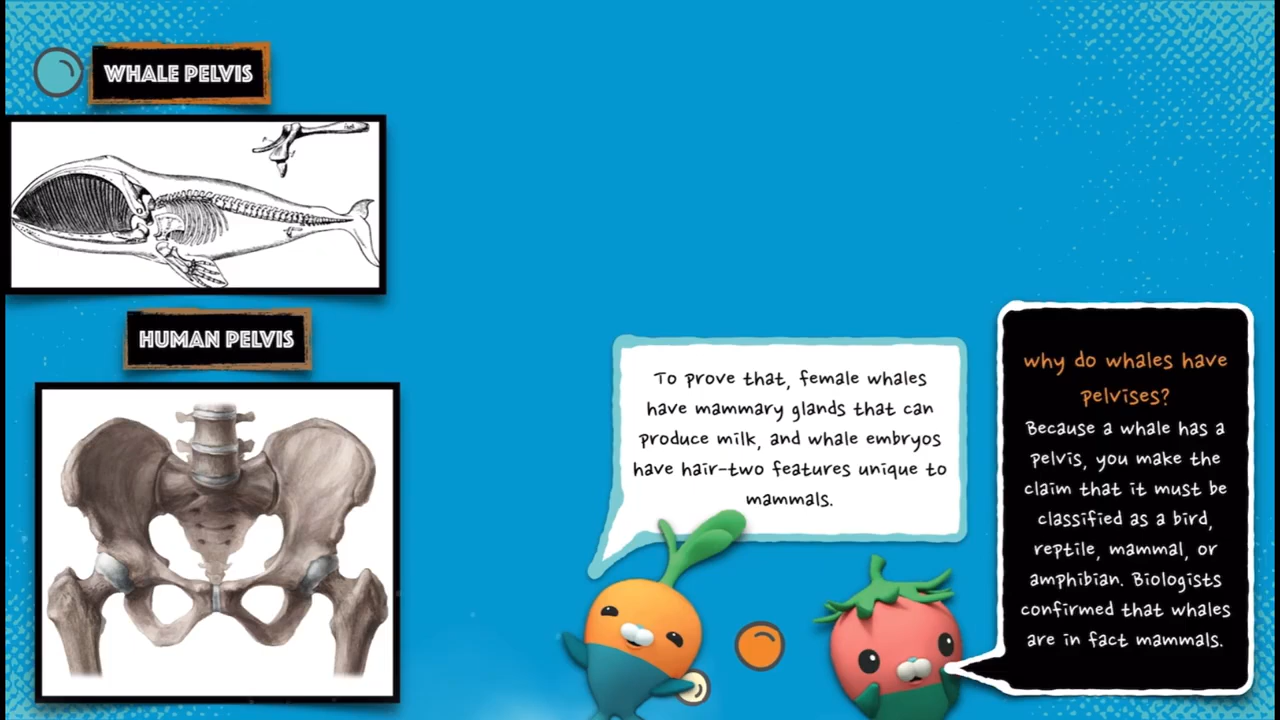 WHALE PELVIS
HUMAN PELVIS
To prove that, female whales
have mammary glands that can
produce milk, and whale embryos
have hair-two features unique to
mammals.
why do whales have
pelvises?
Because a whale has a
pelvis, you make the
claim that it must be
classified as a bird,
reptile, mammal, or
amphibian. Biologists
confirmed that whales
are in fact mammals.